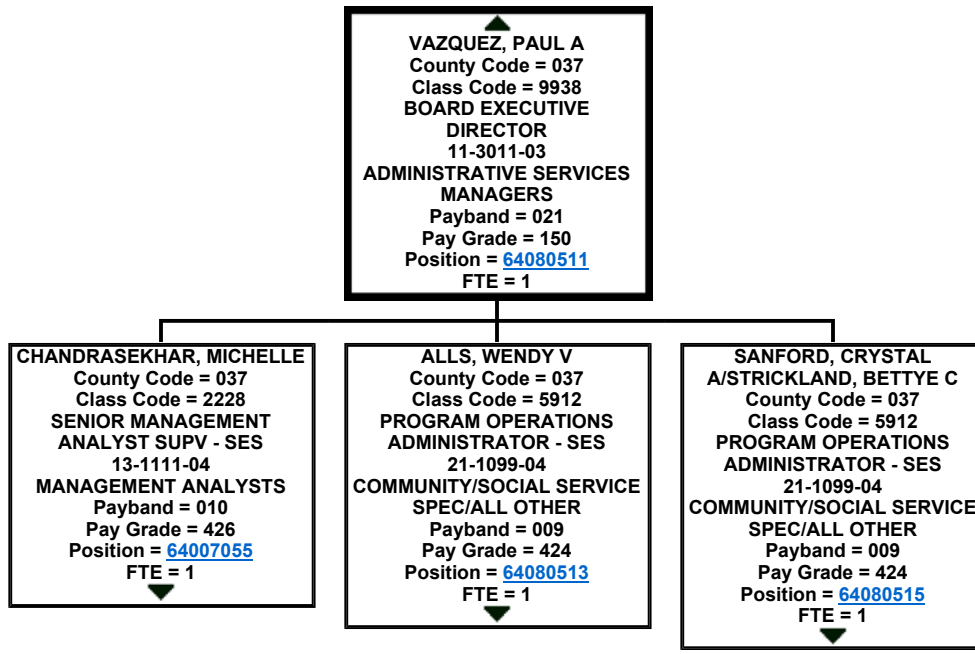 VAZQUEZ, PAUL A
County Code = 037
Class Code = 9938
BOARD EXECUTIVE
DIRECTOR
11-3011-03
ADMINISTRATIVE SERVICES
MANAGERS
Payband = 021
Pay Grade = 150
Position = 64080511
FTE = 1
CHANDRASEKHAR, MICHELLE
County Code = 037
Class Code = 2228
SENIOR MANAGEMENT
ANALYST SUPV - SES
13-1111-04
MANAGEMENT ANALYSTS
Payband = 010
Pay Grade = 426
Position = 64007055
FTE = 1
ALLS, WENDY V
County Code = 037
Class Code = 5912
PROGRAM OPERATIONS
ADMINISTRATOR - SES
21-1099-04
COMMUNITY/SOCIAL SERVICE
SPEC/ALL OTHER
Payband = 009
Pay Grade = 424
Position = 64080513
FTE = 1
SANFORD, CRYSTAL
A/STRICKLAND, BETTYE C
County Code = 037
Class Code = 5912
PROGRAM OPERATIONS
ADMINISTRATOR - SES
21-1099-04
COMMUNITY/SOCIAL SERVICE
SPEC/ALL OTHER
Payband = 009
Pay Grade = 424
Position = 64080515
FTE = 1